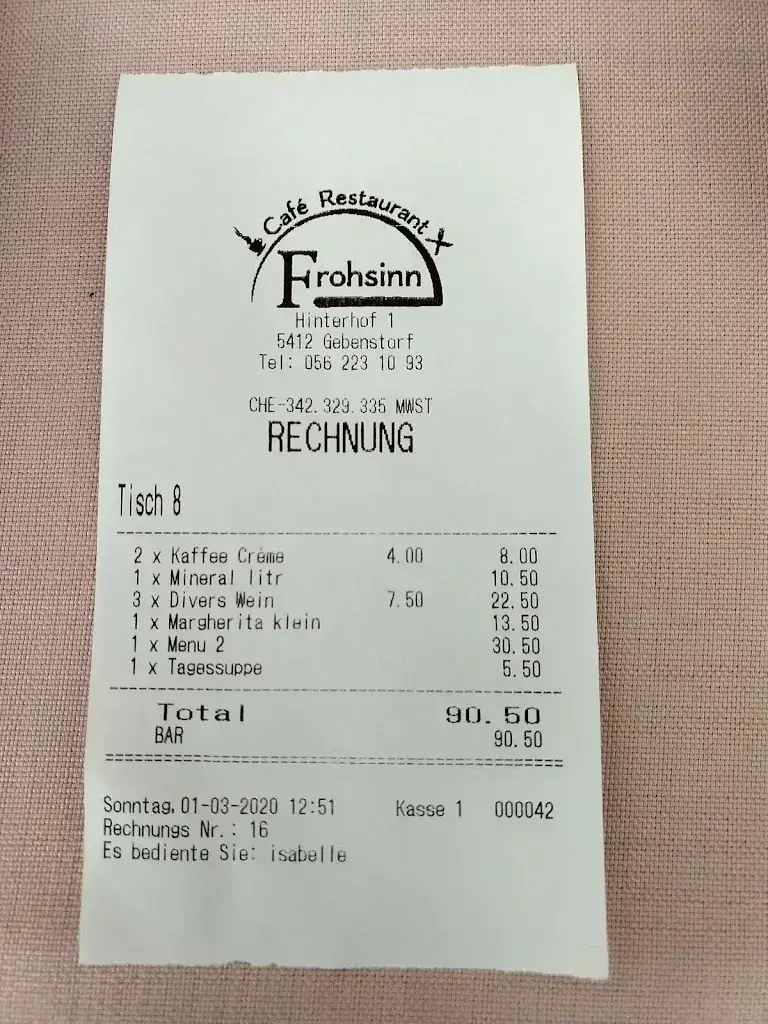 Café Restaurant
Frohsinn
Hinterhof 1
5412 Gebenstorf
Tel: 056 223 10 93
CHE-342.329.335 MWST
RECHNUNG
Tisch 8
2 x Kaffee Crème 4.00 8.00
1 x Mineral litr 10.50
3 x Divers Wein 7.50 22.50
1 x Margherita klein 13.50
1 x Menu 2 30.50
1 x Tagessuppe 5.50
Total 90.50
BAR 90.50
Sonntag, 01-03-2020 12:51 Kasse 1 000042
Rechnungs Nr.: 16
Es bediente Sie: isabelle